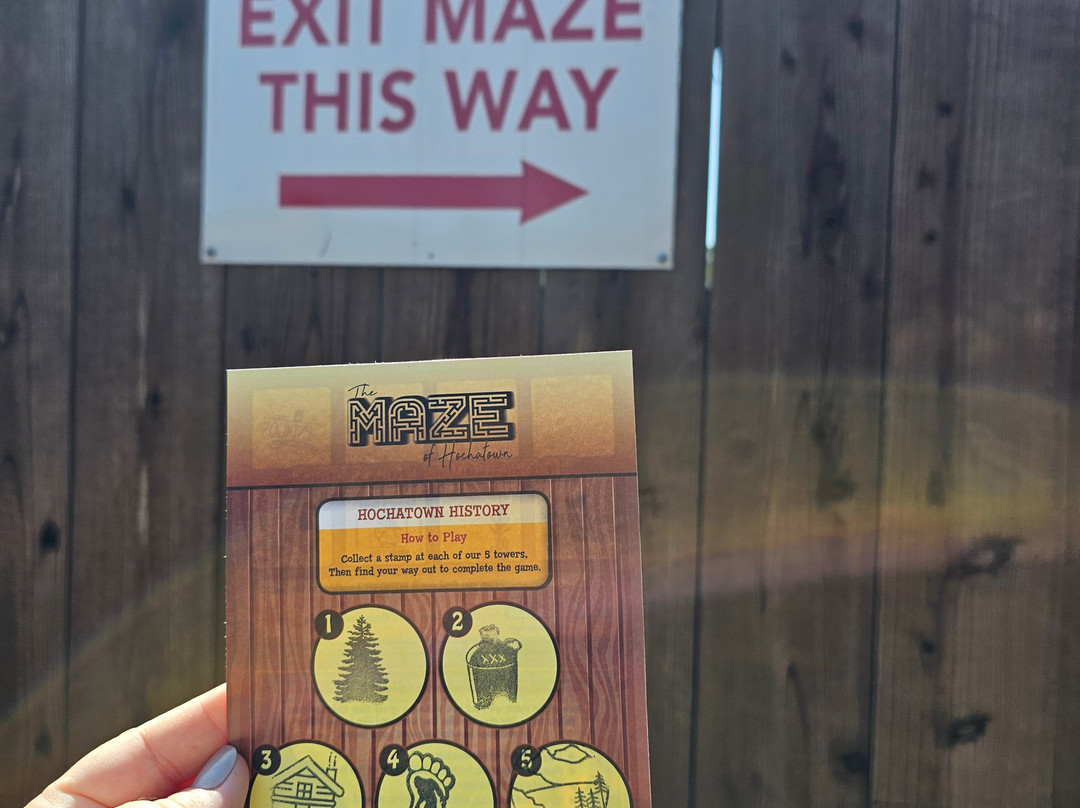 EXIT MAZE
THIS WAY
The
MAZE
of Hochatown
HOCHATOWN HISTORY
How to Play
Collect a stamp at each of our 5 towers,
Then find your way out to complete the game.
1
2
XXX
3
4
5